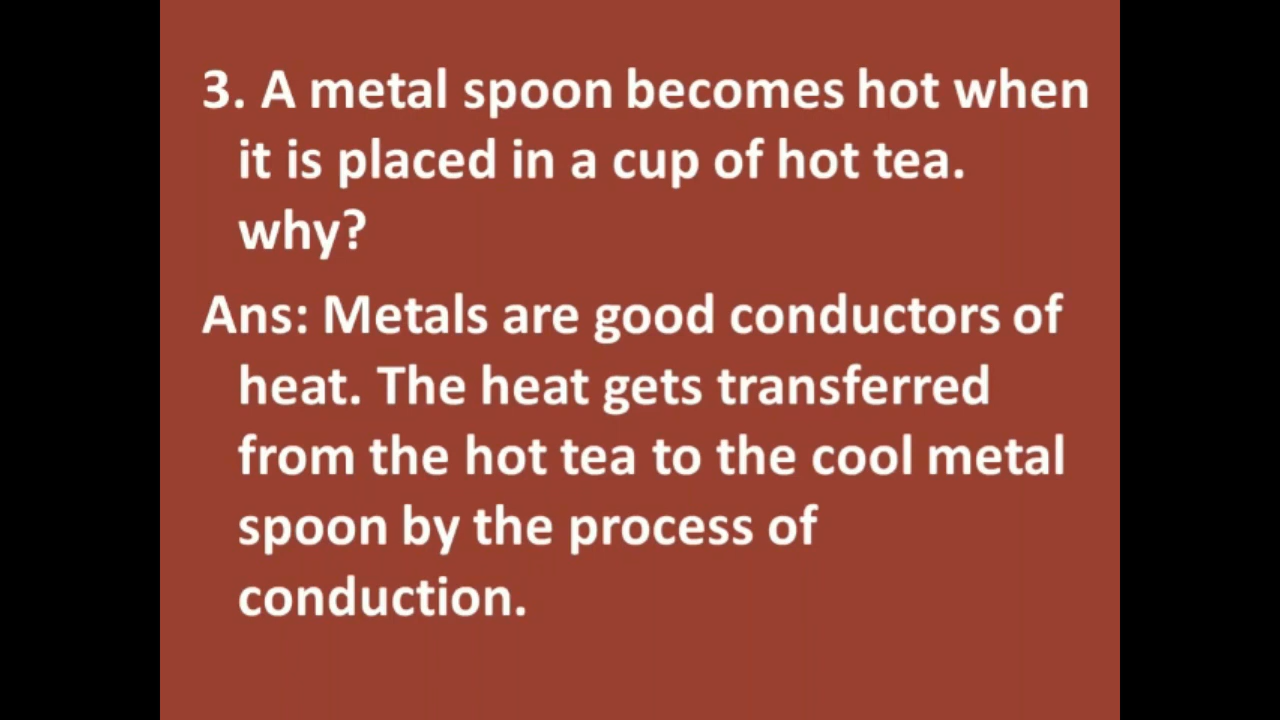 3. A metal spoon becomes hot when
it is placed in a cup of hot tea.
why?
Ans: Metals are good conductors of
heat. The heat gets transferred
from the hot tea to the cool metal
spoon by the process of
conduction.